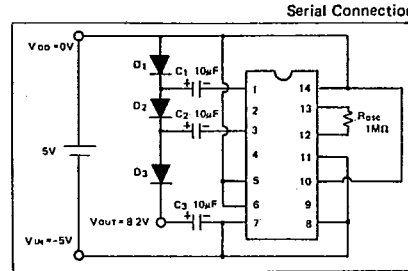 Serial Connection
VDD=0V
D1
C1 10μF
+ −
D2
C2 10μF
+ −
5V
D3
C3 10μF
VOUT=8 2V
+ −
VIN=-5V
1
2
3
4
5
6
7
14
13
12
11
10
9
8
Rosc
1MΩ